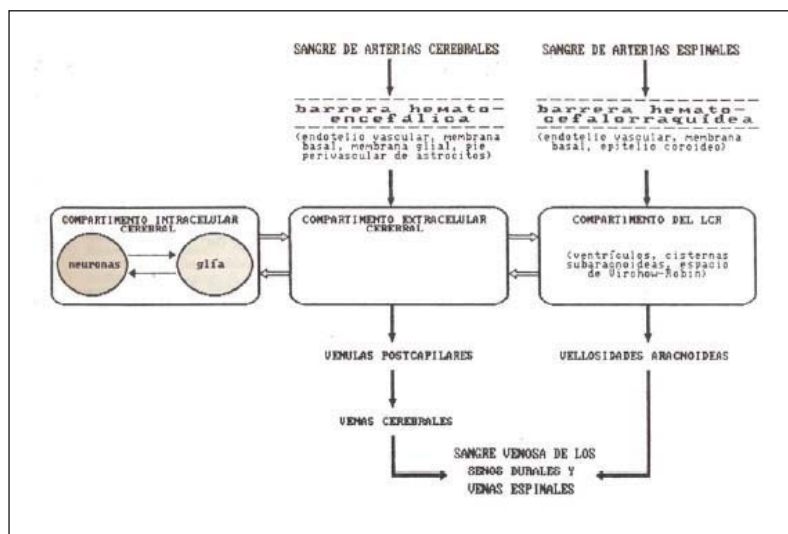 SANGRE DE ARTERIAS CEREBRALES
SANGRE DE ARTERIAS ESPINALES
barrera hemato-
encefálica
(endotelio vascular, membrana
basal, membrana glial, pie
perivascular de astrocitos)
barrera hemato-
cefalorraquídea
(endotelio vascular, membrana
basal, epitelio coroideo)
COMPARTIMENTO INTRACELULAR
CEREBRAL
neuronas
glía
COMPARTIMENTO EXTRACELULAR
CEREBRAL
COMPARTIMENTO DEL LCR
(ventrículos, cisternas
subaracnoideas, espacio
de Virchow-Robin)
VENULAS POSTCAPILARES
VELLOSIDADES ARACNOIDEAS
VENAS CEREBRALES
SANGRE VENOSA DE LOS
SENOS DURALES Y
VENAS ESPINALES